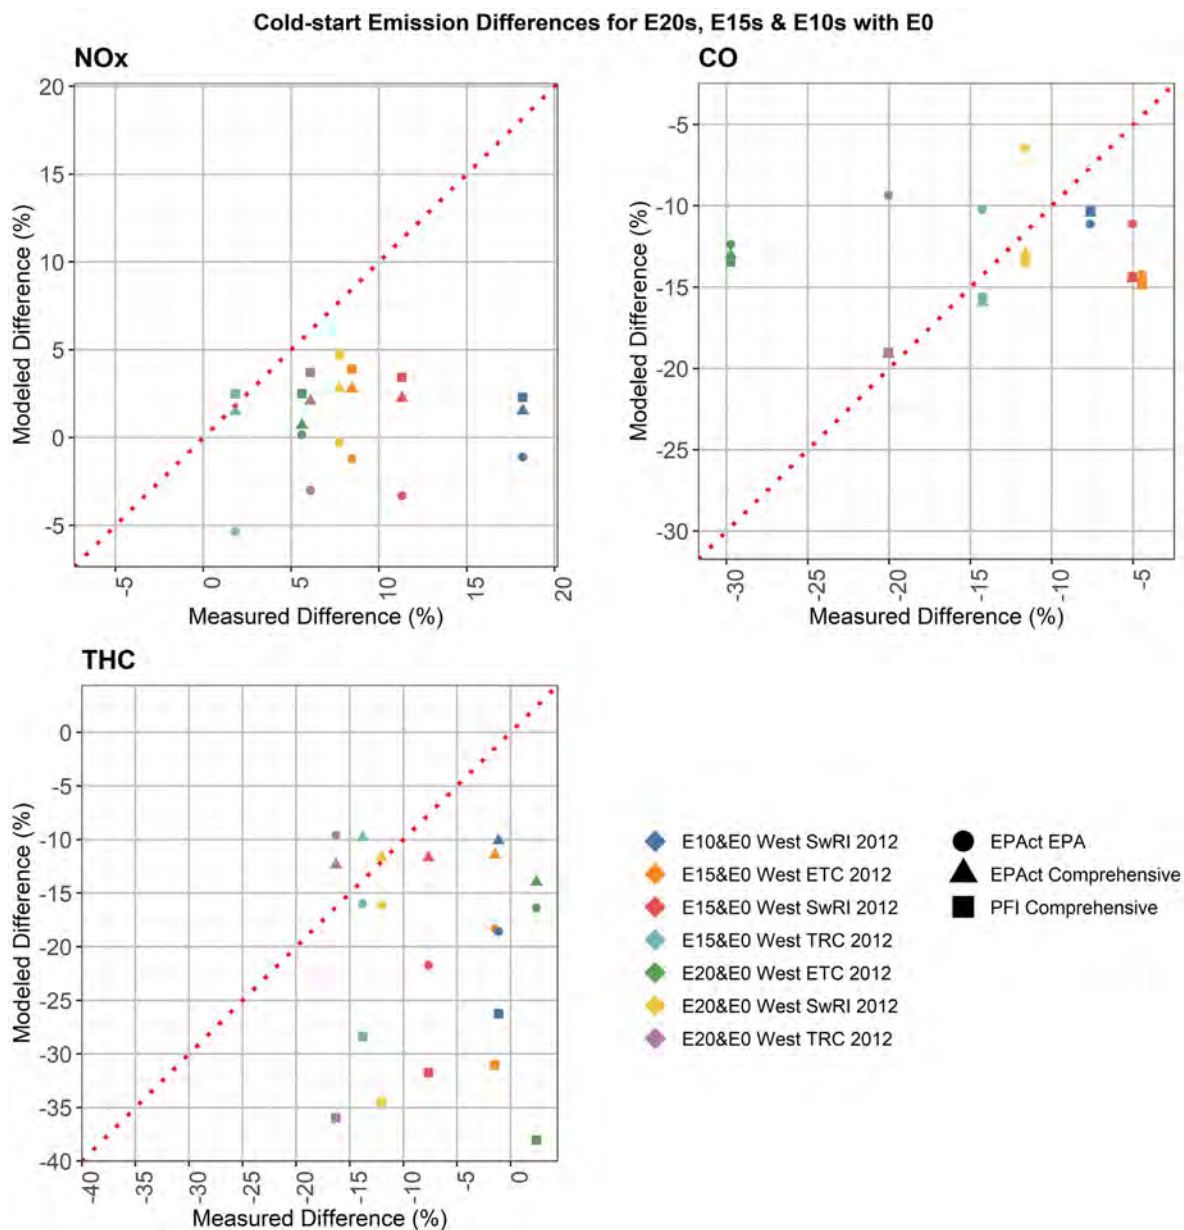 Cold-start Emission Differences for E20s, E15s & E10s with E0
NOx
20
15
10
5
0
-5
Modeled Difference (%)
-5
0
5
10
15
20
Measured Difference (%)
CO
-5
-10
-15
-20
-25
-30
Modeled Difference (%)
-30
-25
-20
-15
-10
-5
Measured Difference (%)
THC
0
-5
-10
-15
-20
-25
-30
-35
-40
Modeled Difference (%)
-40
-35
-30
-25
-20
-15
-10
-5
0
Measured Difference (%)
E10&E0 West SwRI 2012
E15&E0 West ETC 2012
E15&E0 West SwRI 2012
E15&E0 West TRC 2012
E20&E0 West ETC 2012
E20&E0 West SwRI 2012
E20&E0 West TRC 2012
EPAct EPA
EPAct Comprehensive
PFI Comprehensive